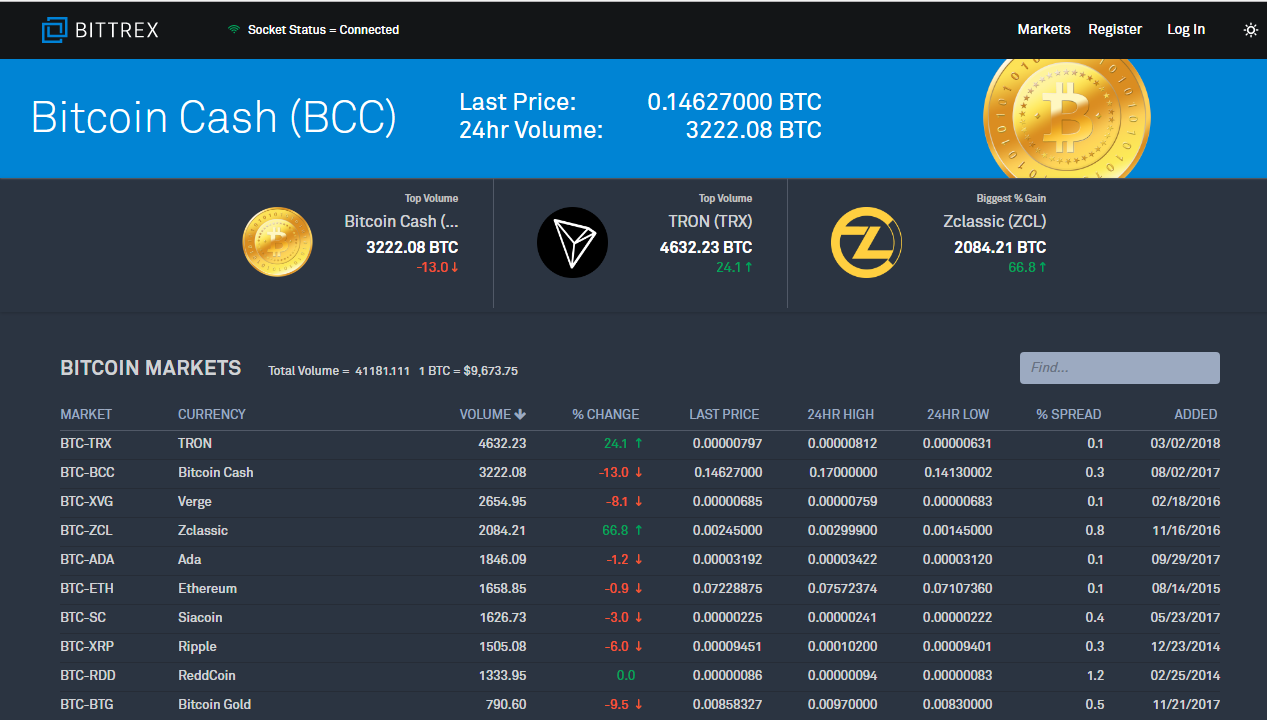 BITTREX Socket Status = Connected Markets Register Log In
Bitcoin Cash (BCC)
Last Price: 0.14627000 BTC
24hr Volume: 3222.08 BTC
Top Volume
Bitcoin Cash (...
3222.08 BTC
-13.0↓
Top Volume
TRON (TRX)
4632.23 BTC
24.1↑
Biggest % Gain
Zclassic (ZCL)
2084.21 BTC
66.8↑
BITCOIN MARKETS Total Volume = 41181.111 1 BTC = $9,673.75 Find...
MARKET CURRENCY VOLUME↓ % CHANGE LAST PRICE 24HR HIGH 24HR LOW % SPREAD ADDED
BTC-TRX TRON 4632.23 24.1 ↑ 0.00000797 0.00000812 0.00000631 0.1 03/02/2018
BTC-BCC Bitcoin Cash 3222.08 -13.0 ↓ 0.14627000 0.17000000 0.14130002 0.3 08/02/2017
BTC-XVG Verge 2654.95 -8.1 ↓ 0.00000685 0.00000759 0.00000683 0.1 02/18/2016
BTC-ZCL Zclassic 2084.21 66.8 ↑ 0.00245000 0.00299900 0.00145000 0.8 11/16/2016
BTC-ADA Ada 1846.09 -1.2 ↓ 0.00003192 0.00003422 0.00003120 0.1 09/29/2017
BTC-ETH Ethereum 1658.85 -0.9 ↓ 0.07228875 0.07572374 0.07107360 0.1 08/14/2015
BTC-SC Siacoin 1626.73 -3.0 ↓ 0.00000225 0.00000241 0.00000222 0.4 05/23/2017
BTC-XRP Ripple 1505.08 -6.0 ↓ 0.00009451 0.00010200 0.00009401 0.3 12/23/2014
BTC-RDD ReddCoin 1333.95 0.0 0.00000086 0.00000094 0.00000083 1.2 02/25/2014
BTC-BTG Bitcoin Gold 790.60 -9.5 ↓ 0.00858327 0.00970000 0.00830000 0.5 11/21/2017